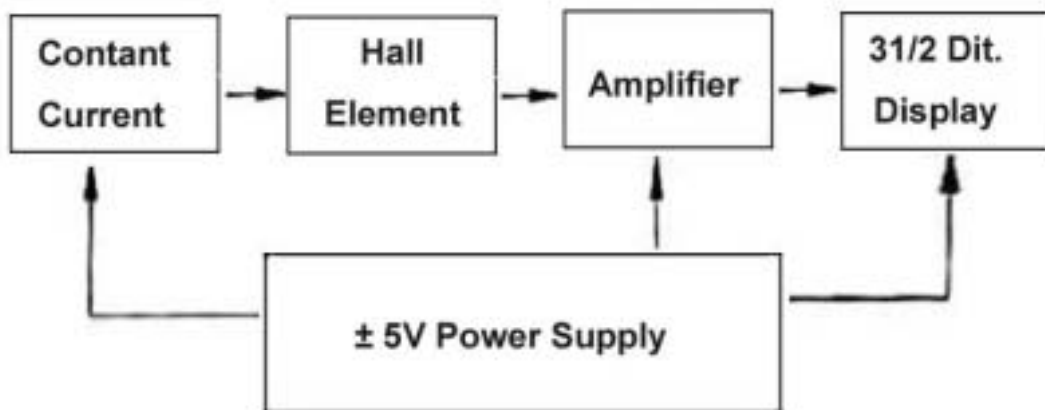 Contant
Current
Hall
Element
Amplifier
31/2 Dit.
Display
± 5V Power Supply